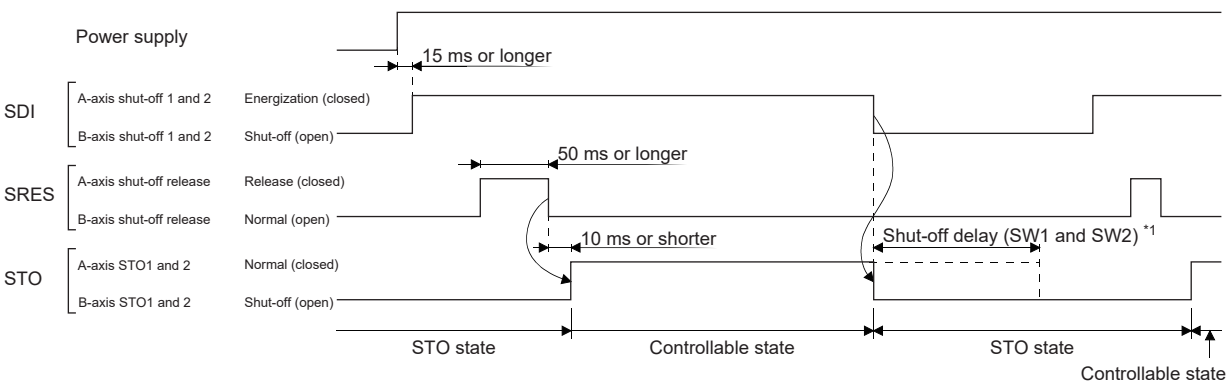 Power supply
15 ms or longer
SDI
A-axis shut-off 1 and 2 Energization (closed)
B-axis shut-off 1 and 2 Shut-off (open)
50 ms or longer
SRES
A-axis shut-off release Release (closed)
B-axis shut-off release Normal (open)
10 ms or shorter
Shut-off delay (SW1 and SW2) *1
STO
A-axis STO1 and 2 Normal (closed)
B-axis STO1 and 2 Shut-off (open)
STO state Controllable state STO state
Controllable state